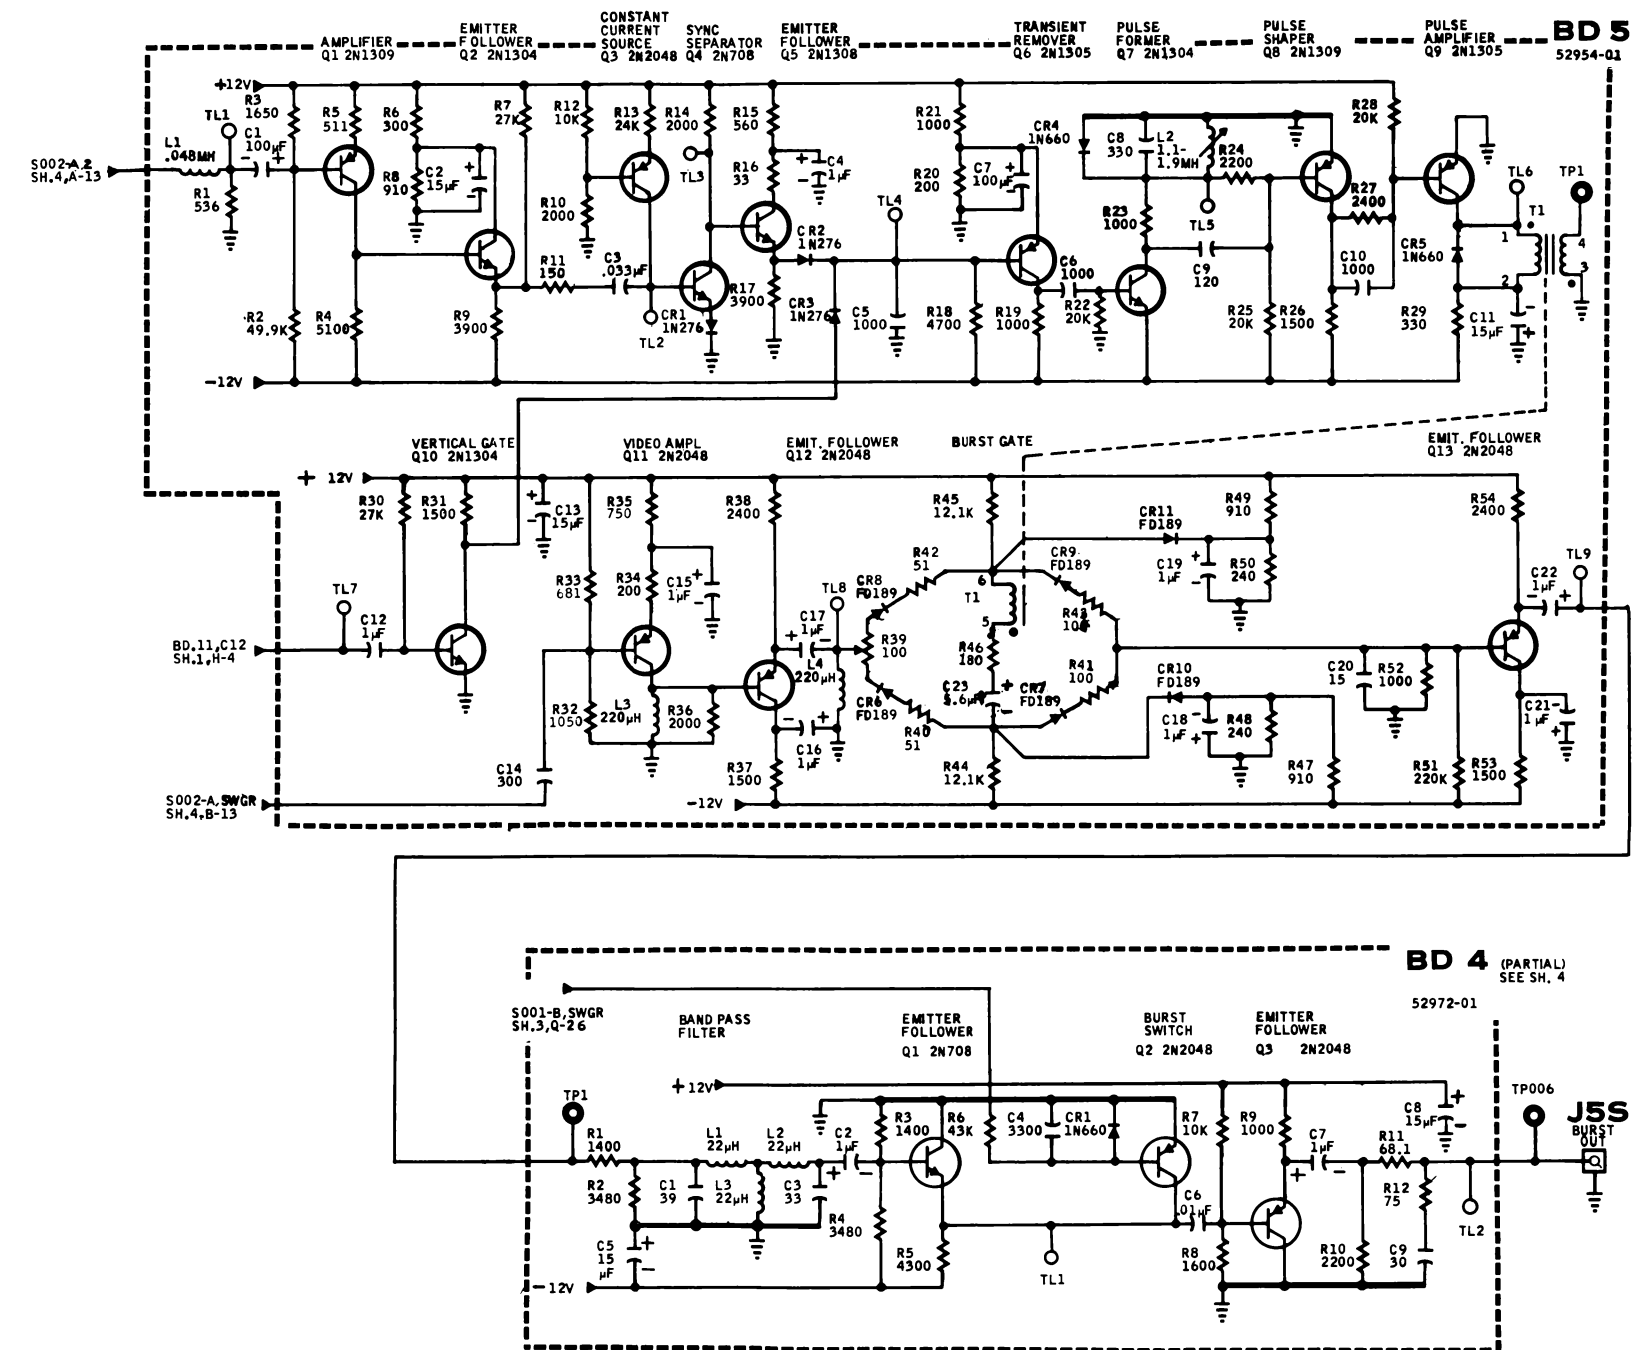 BD 5
52954-01
AMPLIFIER
Q1 2N1309
EMITTER
FOLLOWER
Q2 2N1304
CONSTANT
CURRENT
SOURCE
Q3 2N2048
SYNC
SEPARATOR
Q4 2N708
EMITTER
FOLLOWER
Q5 2N1308
TRANSIENT
REMOVER
Q6 2N1305
PULSE
FORMER
Q7 2N1304
PULSE
SHAPER
Q8 2N1309
PULSE
AMPLIFIER
Q9 2N1305
+12V
R3
1650
TL1
C1
100µF
- +
L1
.048MH
S002-A,2
SH.4,A-13
R1
536
R5
511
R6
300
R8
910
C2
15µF
+
-
R7
27K
R12
10K
R10
2000
R13
24K
R14
2000
TL3
R15
560
R16
33
+
-
C4
1µF
R11
150
C3
.033µF
R2
49.9K
R4
5100
R9
3900
TL2
CR1
1N276
R17
3900
CR2
1N276
CR3
1N276
C5
1000
TL4
R18
4700
R19
1000
R21
1000
R20
200
C7
100µF
+
-
C6
1000
R22
20K
CR4
1N660
C8
330
L2
1.1-
1.9MH
R24
2200
R23
1000
TL5
C9
120
R25
20K
R26
1500
R28
20K
R27
2400
C10
1000
CR5
1N660
R29
330
C11
15µF
-
+
TL6
TP1
T1
1
2
4
3
-12V
VERTICAL GATE
Q10 2N1304
VIDEO AMPL
Q11 2N2048
EMIT. FOLLOWER
Q12 2N2048
BURST GATE
EMIT. FOLLOWER
Q13 2N2048
+ 12V
R30
27K
R31
1500
+
-
C13
15µF
R35
750
R33
681
R34
200
C15
1µF
+
-
R38
2400
TL7
C12
1µF
BD.11,C12
SH.1,H-4
R32
1050
L3
220µH
R36
2000
C17
1µF
+ -
TL8
L4
220µH
- +
C16
1µF
R37
1500
C14
300
S002-A,SWGR
SH.4,B-13
-12V
CR8
FD189
R42
51
R39
100
CR6
FD189
R40
51
R45
12.1K
6
T1
5
R46
180
C23
5.6µF
+
-
R44
12.1K
CR9
FD189
R43
R41
100
CR7
FD189
CR11
FD189
C19
1µF
+
-
R49
910
R50
240
CR10
FD189
C18
1µF
-
+
R48
240
R47
910
C20
15
R52
1000
R51
220K
R53
1500
R54
2400
C22
1µF
- +
TL9
C21
1µF
-
+
BD 4
(PARTIAL)
SEE SH. 4
52972-01
S001-B,SWGR
SH.3,Q-26
BAND PASS
FILTER
EMITTER
FOLLOWER
Q1 2N708
BURST
SWITCH
Q2 2N2048
EMITTER
FOLLOWER
Q3 2N2048
+ 12V
TP1
R1
1400
R2
3480
L1
22µH
L2
22µH
C1
39
L3
22µH
C3
33
C2
1µF
+ -
C5
15
µF
+
-
-12V
R3
1400
R4
3480
R6
43K
R5
4300
C4
3300
CR1
1N660
TL1
C6
.01µF
R7
10K
R8
1600
R9
1000
C7
1µF
+ -
R10
2200
R11
68.1
R12
75
C9
30
C8
15µF
+
-
TL2
TP006
J5S
BURST
OUT